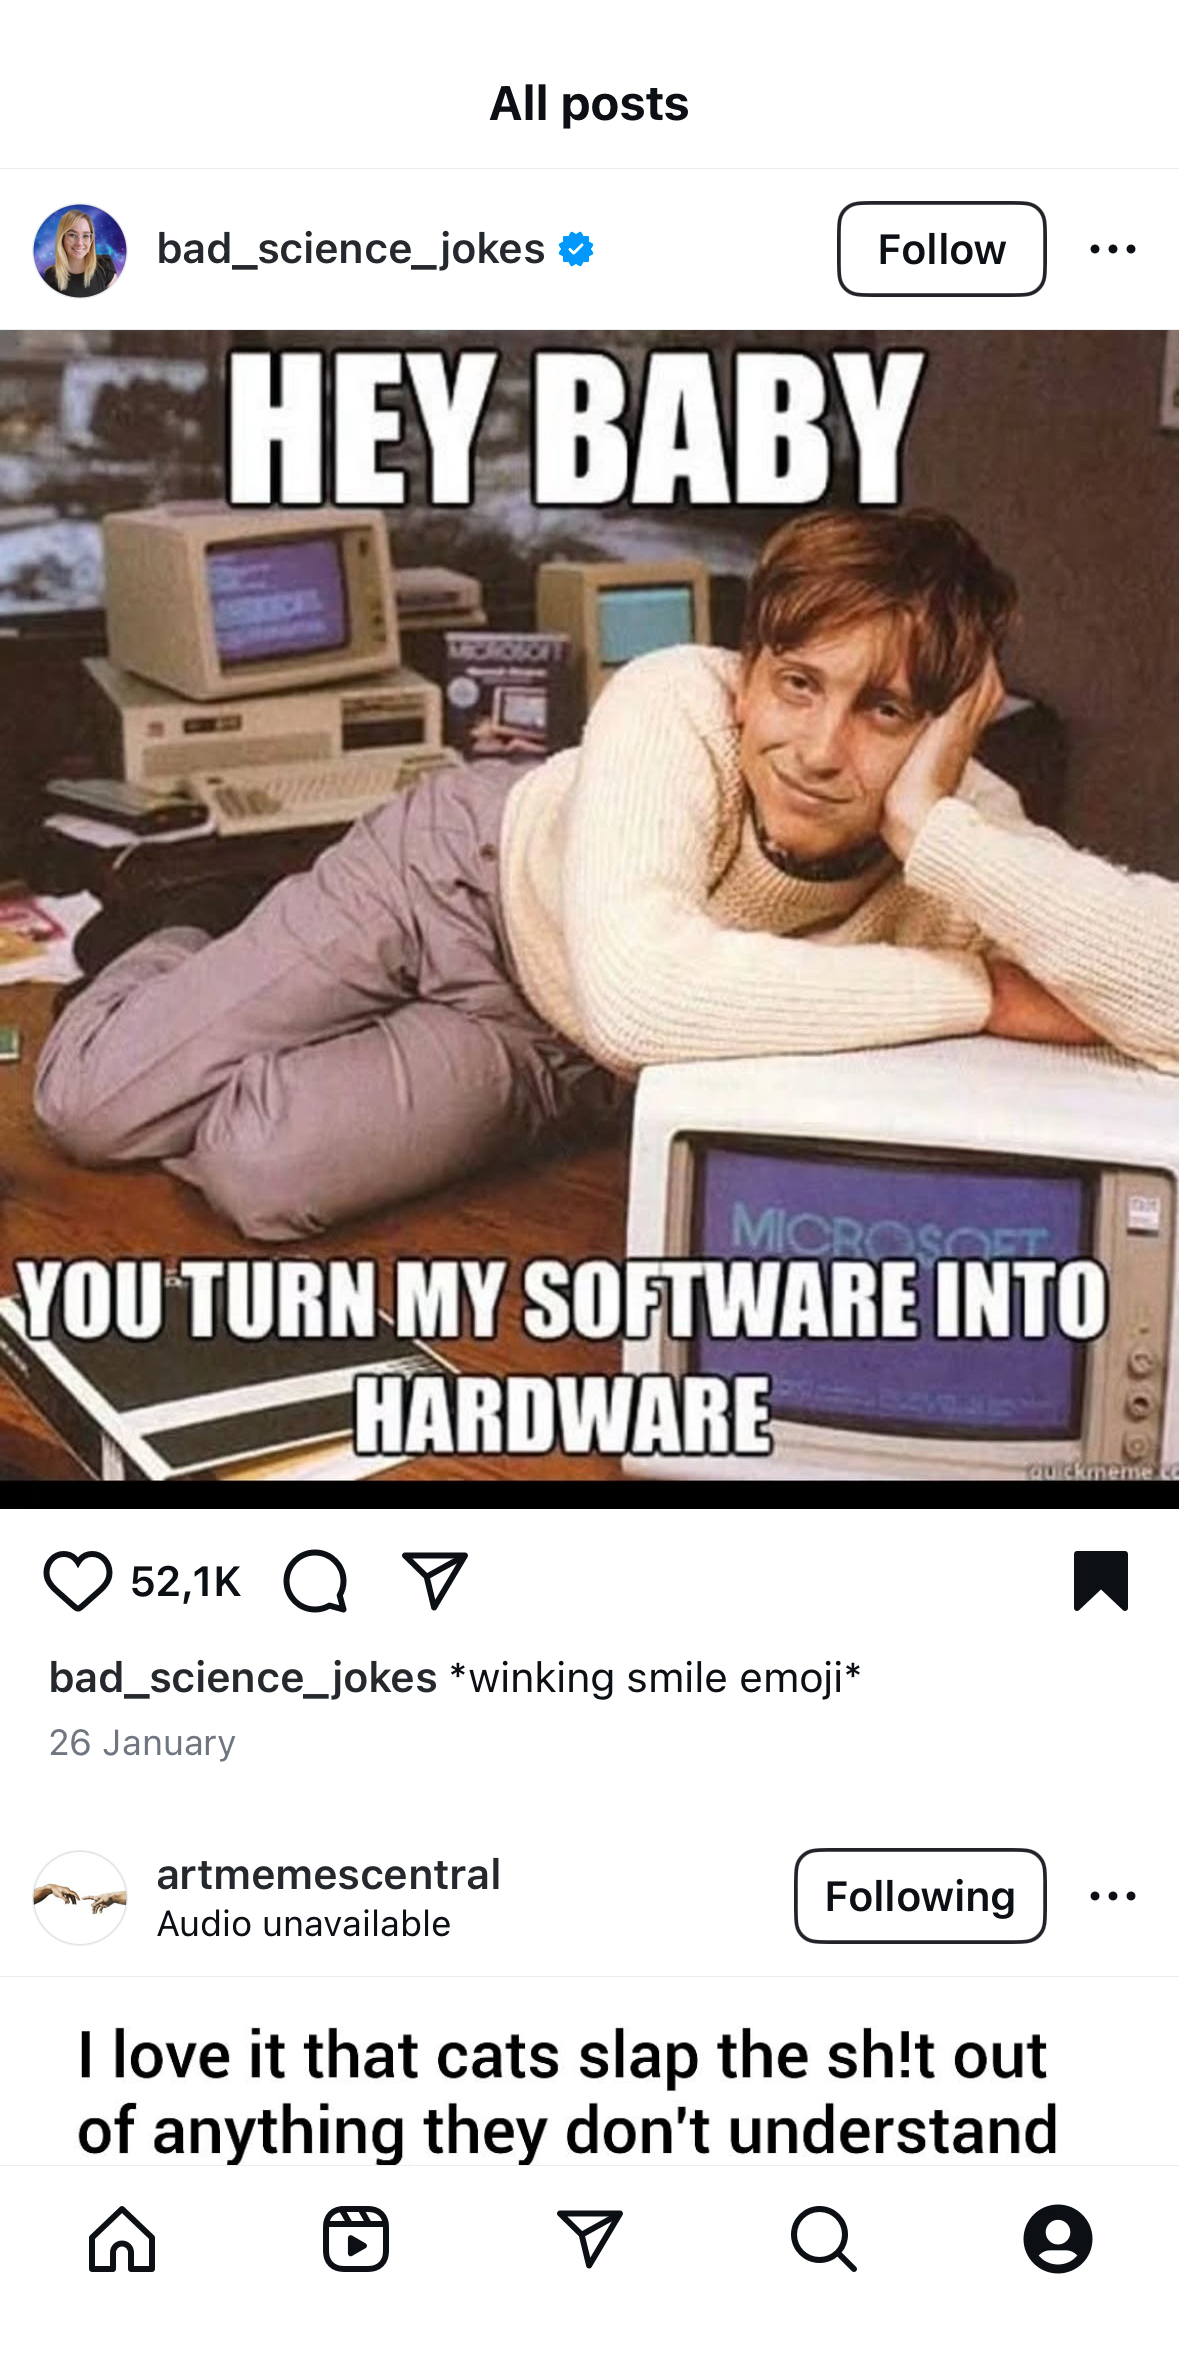 All posts
bad_science_jokes
Follow
HEY BABY
MICROSOFT
MICROSOFT
YOU TURN MY SOFTWARE INTO
HARDWARE
52,1K
bad_science_jokes *winking smile emoji*
26 January
artmemescentral
Following
Audio unavailable
I love it that cats slap the sh!t out
of anything they don't understand